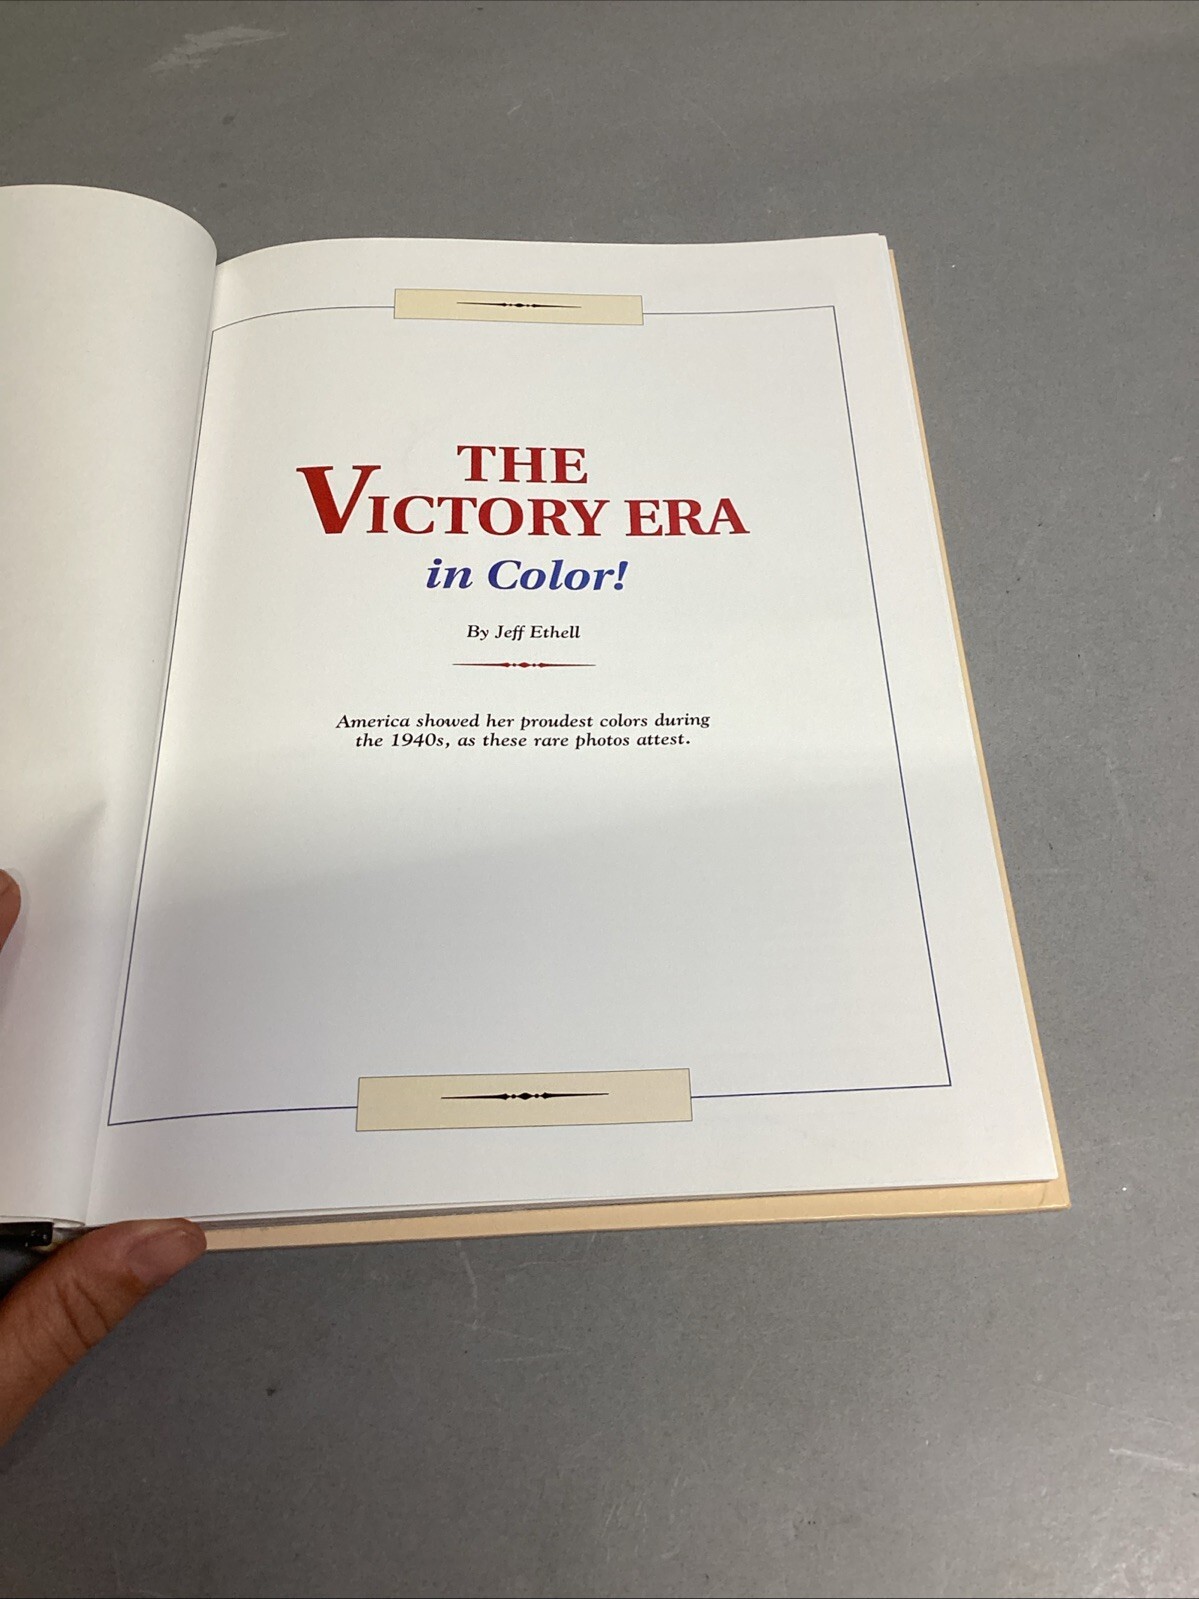 THE
VICTORY ERA
in Color!
By Jeff Ethell
America showed her proudest colors during
the 1940s, as these rare photos attest.